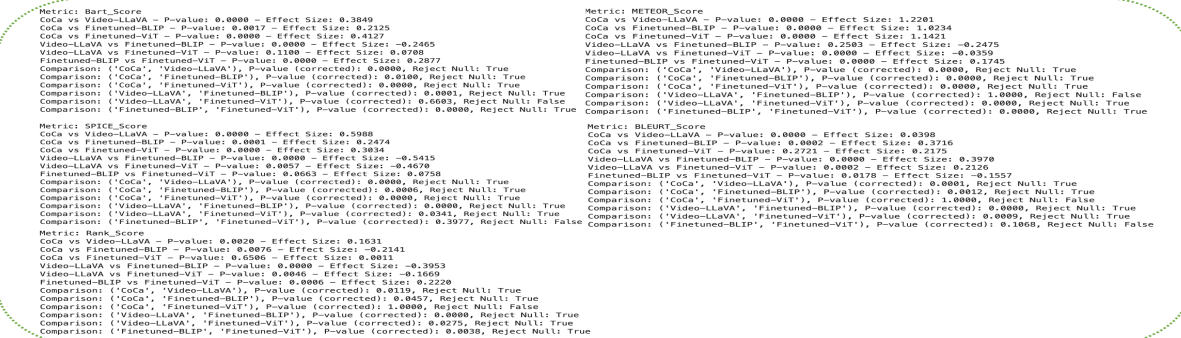 Metric: Bart_Score
CoCa vs Video-LLaVA - P-value: 0.0000 - Effect Size: 0.3849
CoCa vs Finetuned-BLIP - P-value: 0.0017 - Effect Size: 0.2125
CoCa vs Finetuned-ViT - P-value: 0.0000 - Effect Size: 0.4127
Video-LLaVA vs Finetuned-BLIP - P-value: 0.0000 - Effect Size: -0.2465
Video-LLaVA vs Finetuned-ViT - P-value: 0.1100 - Effect Size: 0.0708
Finetuned-BLIP vs Finetuned-ViT - P-value: 0.0000 - Effect Size: 0.2877
Comparison: ('CoCa', 'Video-LLaVA'), P-value (corrected): 0.0000, Reject Null: True
Comparison: ('CoCa', 'Finetuned-BLIP'), P-value (corrected): 0.0100, Reject Null: True
Comparison: ('CoCa', 'Finetuned-ViT'), P-value (corrected): 0.0000, Reject Null: True
Comparison: ('Video-LLaVA', 'Finetuned-BLIP'), P-value (corrected): 0.0001, Reject Null: True
Comparison: ('Video-LLaVA', 'Finetuned-ViT'), P-value (corrected): 0.6603, Reject Null: False
Comparison: ('Finetuned-BLIP', 'Finetuned-ViT'), P-value (corrected): 0.0000, Reject Null: True
Metric: SPICE_Score
CoCa vs Video-LLaVA - P-value: 0.0000 - Effect Size: 0.5988
CoCa vs Finetuned-BLIP - P-value: 0.0001 - Effect Size: 0.2474
CoCa vs Finetuned-ViT - P-value: 0.0000 - Effect Size: 0.3034
Video-LLaVA vs Finetuned-BLIP - P-value: 0.0000 - Effect Size: -0.5415
Video-LLaVA vs Finetuned-ViT - P-value: 0.0057 - Effect Size: -0.4670
Finetuned-BLIP vs Finetuned-ViT - P-value: 0.0663 - Effect Size: 0.0758
Comparison: ('CoCa', 'Video-LLaVA'), P-value (corrected): 0.0000, Reject Null: True
Comparison: ('CoCa', 'Finetuned-BLIP'), P-value (corrected): 0.0006, Reject Null: True
Comparison: ('CoCa', 'Finetuned-ViT'), P-value (corrected): 0.0000, Reject Null: True
Comparison: ('Video-LLaVA', 'Finetuned-BLIP'), P-value (corrected): 0.0000, Reject Null: True
Comparison: ('Video-LLaVA', 'Finetuned-ViT'), P-value (corrected): 0.0341, Reject Null: True
Comparison: ('Finetuned-BLIP', 'Finetuned-ViT'), P-value (corrected): 0.3977, Reject Null: False
Metric: Rank_Score
CoCa vs Video-LLaVA - P-value: 0.0020 - Effect Size: 0.1631
CoCa vs Finetuned-BLIP - P-value: 0.0076 - Effect Size: -0.2141
CoCa vs Finetuned-ViT - P-value: 0.6506 - Effect Size: 0.0011
Video-LLaVA vs Finetuned-BLIP - P-value: 0.0000 - Effect Size: -0.3953
Video-LLaVA vs Finetuned-ViT - P-value: 0.0046 - Effect Size: -0.1669
Finetuned-BLIP vs Finetuned-ViT - P-value: 0.0006 - Effect Size: 0.2220
Comparison: ('CoCa', 'Video-LLaVA'), P-value (corrected): 0.0119, Reject Null: True
Comparison: ('CoCa', 'Finetuned-BLIP'), P-value (corrected): 0.0457, Reject Null: True
Comparison: ('CoCa', 'Finetuned-ViT'), P-value (corrected): 1.0000, Reject Null: False
Comparison: ('Video-LLaVA', 'Finetuned-BLIP'), P-value (corrected): 0.0000, Reject Null: True
Comparison: ('Video-LLaVA', 'Finetuned-ViT'), P-value (corrected): 0.0275, Reject Null: True
Comparison: ('Finetuned-BLIP', 'Finetuned-ViT'), P-value (corrected): 0.0038, Reject Null: True
Metric: METEOR_Score
CoCa vs Video-LLaVA - P-value: 0.0000 - Effect Size: 1.2201
CoCa vs Finetuned-BLIP - P-value: 0.0000 - Effect Size: 1.0234
CoCa vs Finetuned-ViT - P-value: 0.0000 - Effect Size: 1.1421
Video-LLaVA vs Finetuned-BLIP - P-value: 0.2503 - Effect Size: -0.2475
Video-LLaVA vs Finetuned-ViT - P-value: 0.0000 - Effect Size: -0.0359
Finetuned-BLIP vs Finetuned-ViT - P-value: 0.0000 - Effect Size: 0.1745
Comparison: ('CoCa', 'Video-LLaVA'), P-value (corrected): 0.0000, Reject Null: True
Comparison: ('CoCa', 'Finetuned-BLIP'), P-value (corrected): 0.0000, Reject Null: True
Comparison: ('CoCa', 'Finetuned-ViT'), P-value (corrected): 0.0000, Reject Null: True
Comparison: ('Video-LLaVA', 'Finetuned-BLIP'), P-value (corrected): 1.0000, Reject Null: False
Comparison: ('Video-LLaVA', 'Finetuned-ViT'), P-value (corrected): 0.0000, Reject Null: True
Comparison: ('Finetuned-BLIP', 'Finetuned-ViT'), P-value (corrected): 0.0000, Reject Null: True
Metric: BLEURT_Score
CoCa vs Video-LLaVA - P-value: 0.0000 - Effect Size: 0.0398
CoCa vs Finetuned-BLIP - P-value: 0.0002 - Effect Size: 0.3716
CoCa vs Finetuned-ViT - P-value: 0.2721 - Effect Size: 0.2175
Video-LLaVA vs Finetuned-BLIP - P-value: 0.0000 - Effect Size: 0.3970
Video-LLaVA vs Finetuned-ViT - P-value: 0.0002 - Effect Size: 0.2126
Finetuned-BLIP vs Finetuned-ViT - P-value: 0.0178 - Effect Size: -0.1557
Comparison: ('CoCa', 'Video-LLaVA'), P-value (corrected): 0.0001, Reject Null: True
Comparison: ('CoCa', 'Finetuned-BLIP'), P-value (corrected): 0.0012, Reject Null: True
Comparison: ('CoCa', 'Finetuned-ViT'), P-value (corrected): 1.0000, Reject Null: False
Comparison: ('Video-LLaVA', 'Finetuned-BLIP'), P-value (corrected): 0.0000, Reject Null: True
Comparison: ('Video-LLaVA', 'Finetuned-ViT'), P-value (corrected): 0.0009, Reject Null: True
Comparison: ('Finetuned-BLIP', 'Finetuned-ViT'), P-value (corrected): 0.1068, Reject Null: False